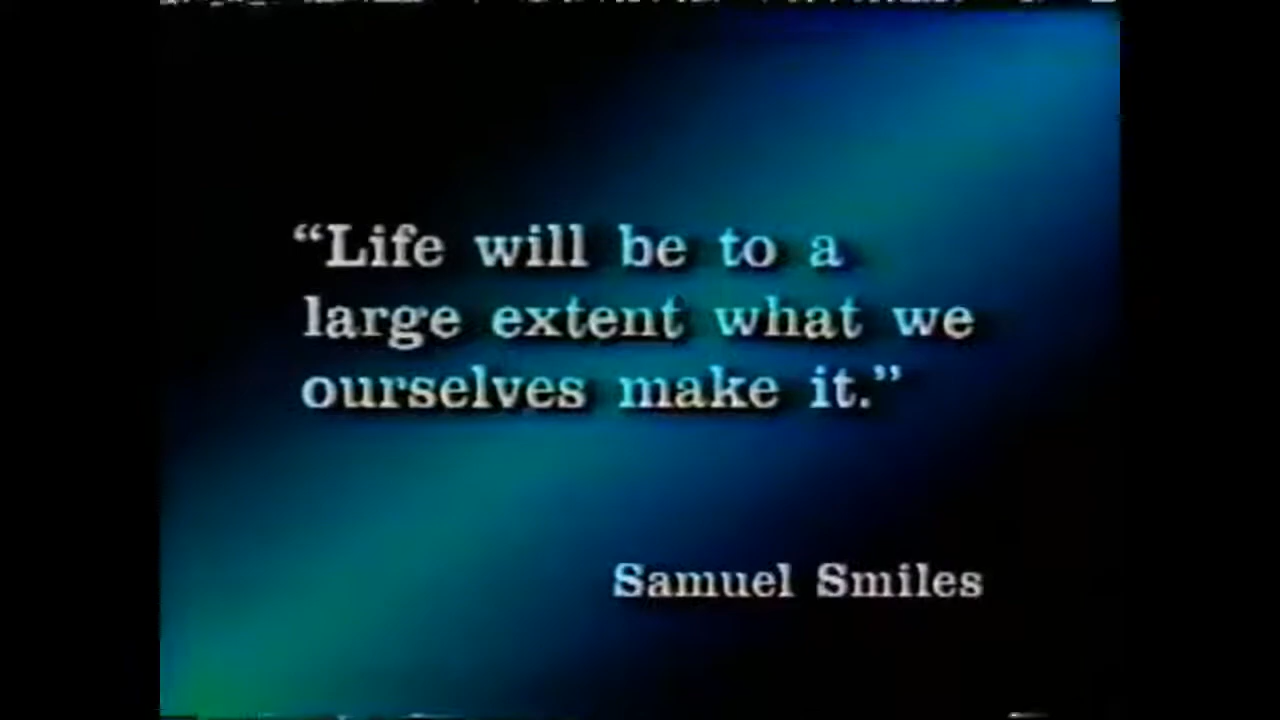 “Life will be to a
large extent what we
ourselves make it.”
Samuel Smiles